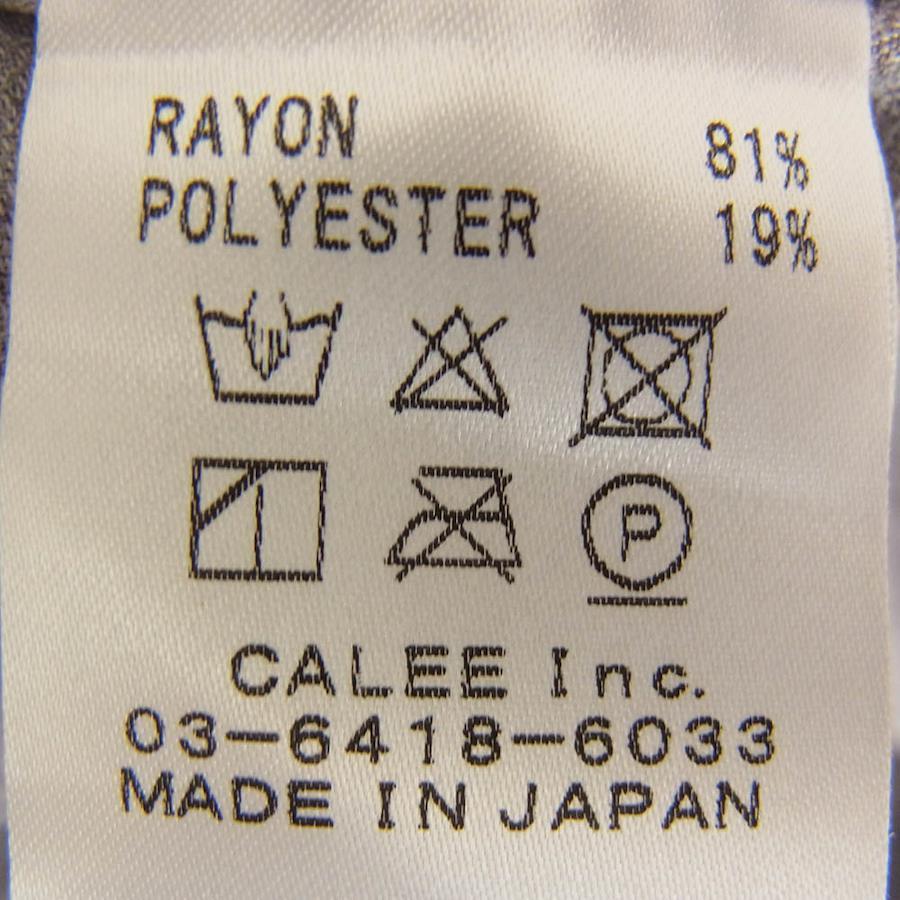 RAYON 81%
POLYESTER 19%
P
CALEE Inc.
03-6418-6033
MADE IN JAPAN